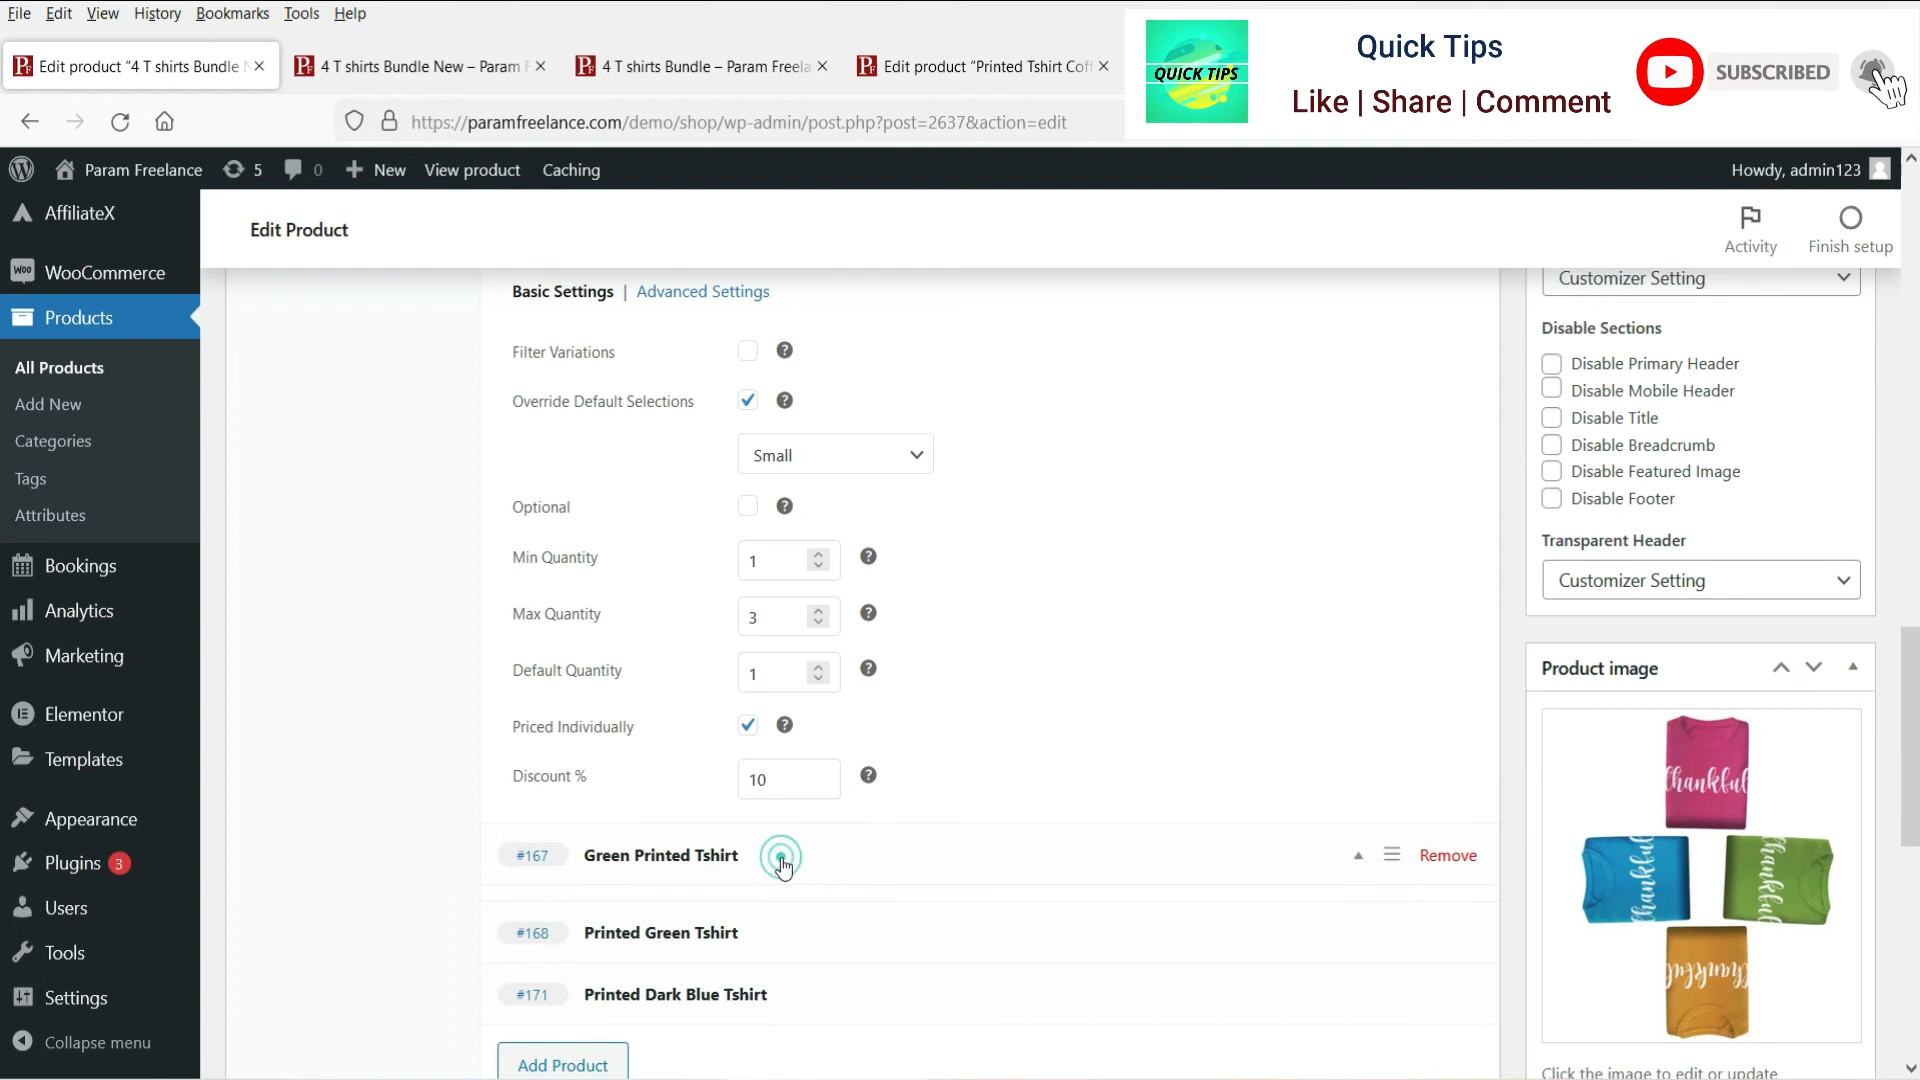 File Edit View History Bookmarks Tools Help
Edit product "4 T shirts Bundle N
4 T shirts Bundle New – Param F
4 T shirts Bundle – Param Freela
Edit product "Printed Tshirt Coff
QUICK TIPS
Quick Tips
Like | Share | Comment
SUBSCRIBED
https://paramfreelance.com/demo/shop/wp-admin/post.php?post=2637&action=edit
Param Freelance 5 0 New View product Caching
Howdy, admin123
AffiliateX
WooCommerce
Products
All Products
Add New
Categories
Tags
Attributes
Bookings
Analytics
Marketing
Elementor
Templates
Appearance
Plugins 3
Users
Tools
Settings
Collapse menu
Edit Product
Activity
Finish setup
Basic Settings | Advanced Settings
Filter Variations
Override Default Selections
Small
Optional
Min Quantity 1
Max Quantity 3
Default Quantity 1
Priced Individually
Discount % 10
#167 Green Printed Tshirt Remove
#168 Printed Green Tshirt
#171 Printed Dark Blue Tshirt
Add Product
Customizer Setting
Disable Sections
Disable Primary Header
Disable Mobile Header
Disable Title
Disable Breadcrumb
Disable Featured Image
Disable Footer
Transparent Header
Customizer Setting
Product image
thankful
thankful
thankful
thankful
Click the image to edit or update